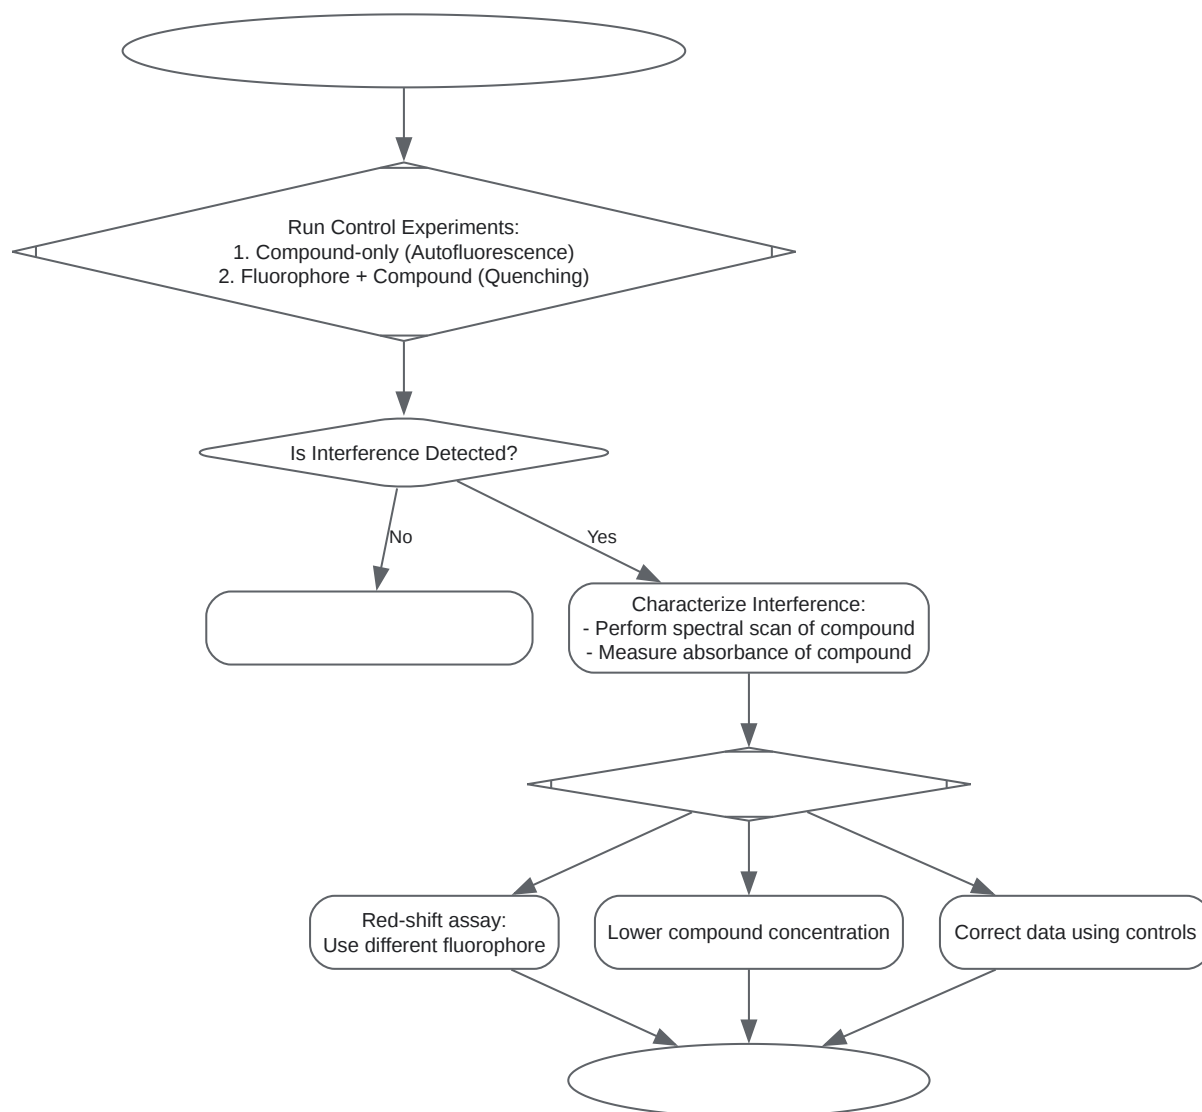 Run Control Experiments:
1. Compound-only (Autofluorescence)
2. Fluorophore + Compound (Quenching)
Is Interference Detected?
No
Yes
Characterize Interference:
- Perform spectral scan of compound
- Measure absorbance of compound
Red-shift assay:
Use different fluorophore
Lower compound concentration
Correct data using controls